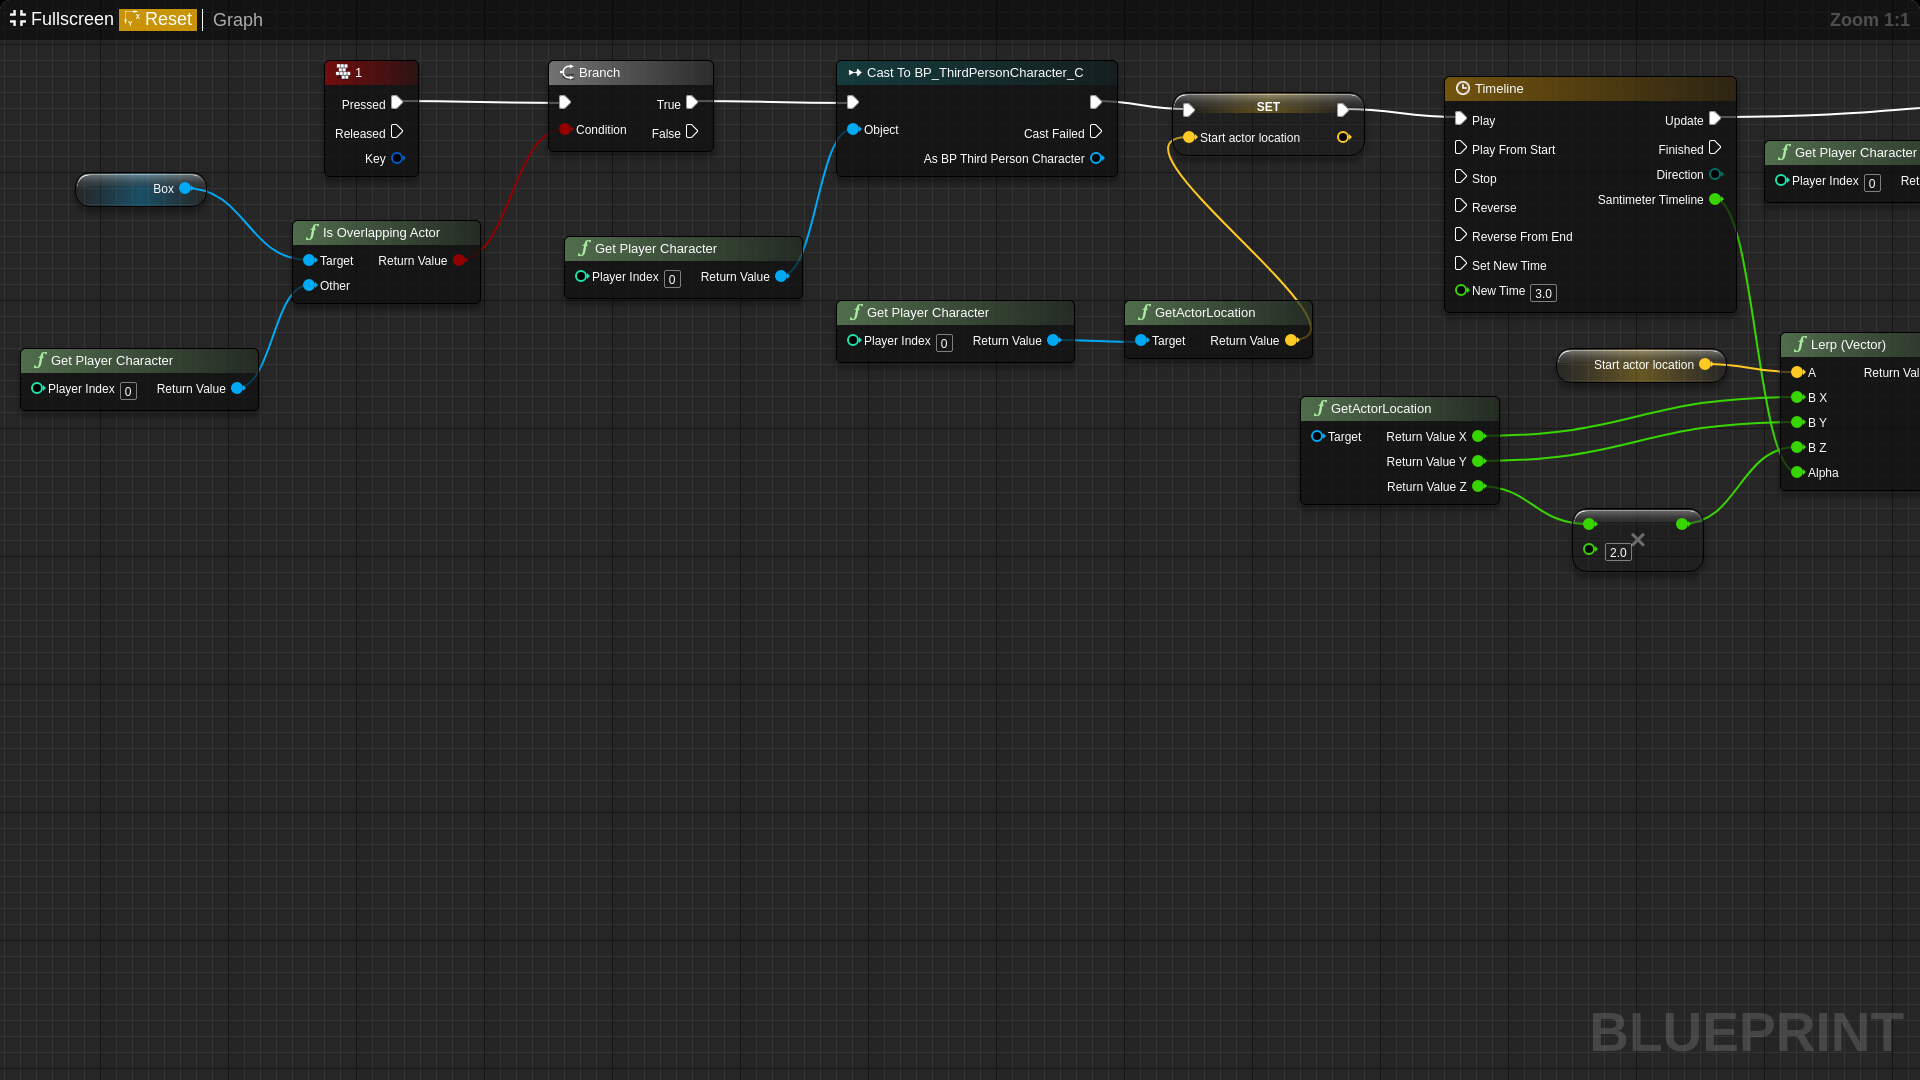 Fullscreen Reset Graph Zoom 1:1
1
Pressed
Released
Key
Branch
True
Condition
False
Cast To BP_ThirdPersonCharacter_C
Object
Cast Failed
As BP Third Person Character
SET
Start actor location
Timeline
Play
Update
Play From Start
Finished
Stop
Direction
Reverse
Santimeter Timeline
Reverse From End
Set New Time
New Time 3.0
Get Player Character
Player Index 0 Ret
Box
Is Overlapping Actor
Target Return Value
Other
Get Player Character
Player Index 0 Return Value
Get Player Character
Player Index 0 Return Value
GetActorLocation
Target Return Value
Get Player Character
Player Index 0 Return Value
Start actor location
Lerp (Vector)
A Return Val
B X
B Y
B Z
Alpha
GetActorLocation
Target Return Value X
Return Value Y
Return Value Z
2.0
BLUEPRINT